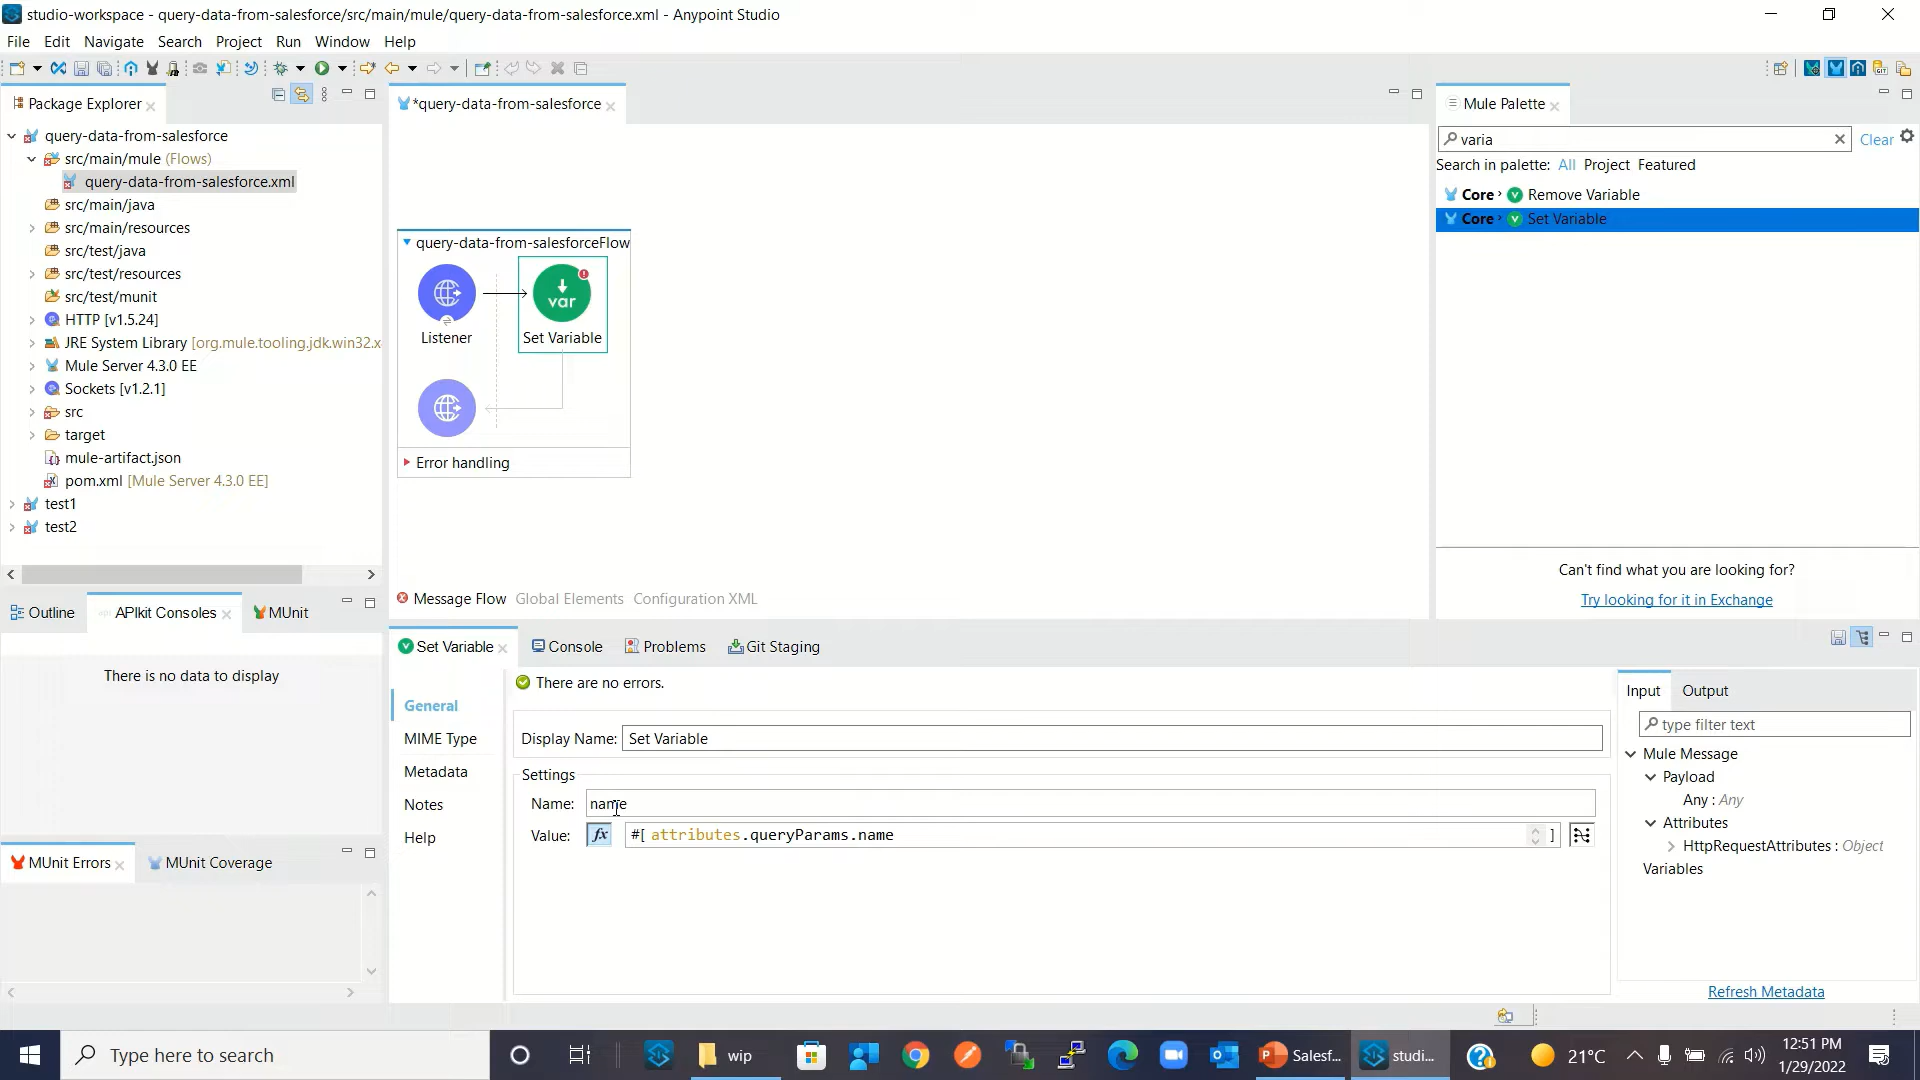 studio-workspace - query-data-from-salesforce/src/main/mule/query-data-from-salesforce.xml - Anypoint Studio
File Edit Navigate Search Project Run Window Help
Package Explorer
query-data-from-salesforce
src/main/mule (Flows)
query-data-from-salesforce.xml
src/main/java
src/main/resources
src/test/java
src/test/resources
src/test/munit
HTTP [v1.5.24]
JRE System Library [org.mule.tooling.jdk.win32.x
Mule Server 4.3.0 EE
Sockets [v1.2.1]
src
target
mule-artifact.json
pom.xml [Mule Server 4.3.0 EE]
test1
test2
*query-data-from-salesforce
query-data-from-salesforceFlow
var
Listener
Set Variable
Error handling
Message Flow Global Elements Configuration XML
Mule Palette
varia
Clear
Search in palette: All Project Featured
Core > Remove Variable
Core > Set Variable
Can't find what you are looking for?
Try looking for it in Exchange
Outline
APIkit Consoles
MUnit
There is no data to display
MUnit Errors
MUnit Coverage
Set Variable
Console
Problems
Git Staging
There are no errors.
General
MIME Type
Metadata
Notes
Help
Display Name: Set Variable
Settings
Name: name
Value: fx #[ attributes.queryParams.name ]
Input Output
type filter text
Mule Message
Payload
Any : Any
Attributes
HttpRequestAttributes : Object
Variables
Refresh Metadata
Type here to search
wip
Salesf...
studi...
21°C
12:51 PM
1/29/2022